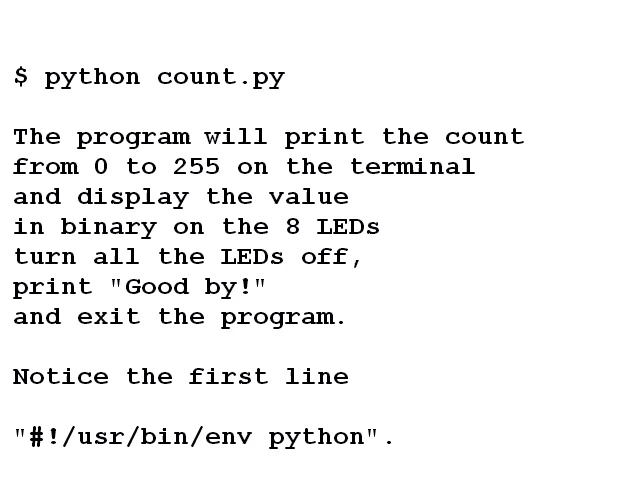 $ python count.py
The program will print the count
from 0 to 255 on the terminal
and display the value
in binary on the 8 LEDs
turn all the LEDs off,
print "Good by!"
and exit the program.
Notice the first line
"#!/usr/bin/env python".